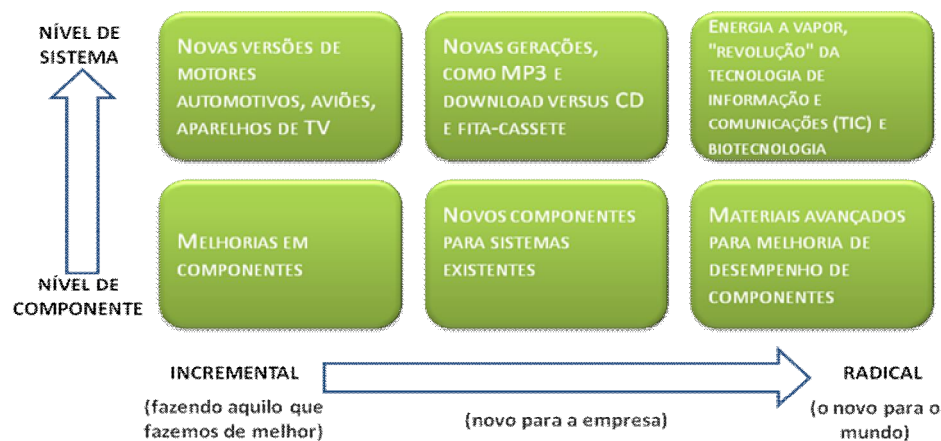 NÍVEL DE
SISTEMA
NOVAS VERSÕES DE
MOTORES
AUTOMOTIVOS, AVIÕES,
APARELHOS DE TV
NOVAS GERAÇÕES,
COMO MP3 E
DOWNLOAD VERSUS CD
E FITA-CASSETE
ENERGIA A VAPOR,
"REVOLUÇÃO" DA
TECNOLOGIA DE
INFORMAÇÃO E
COMUNICAÇÕES (TIC) E
BIOTECNOLOGIA
MELHORIAS EM
COMPONENTES
NOVOS COMPONENTES
PARA SISTEMAS
EXISTENTES
MATERIAIS AVANÇADOS
PARA MELHORIA DE
DESEMPENHO DE
COMPONENTES
NÍVEL DE
COMPONENTE
INCREMENTAL
(fazendo aquilo que
fazemos de melhor)
(novo para a empresa)
RADICAL
(o novo para o
mundo)